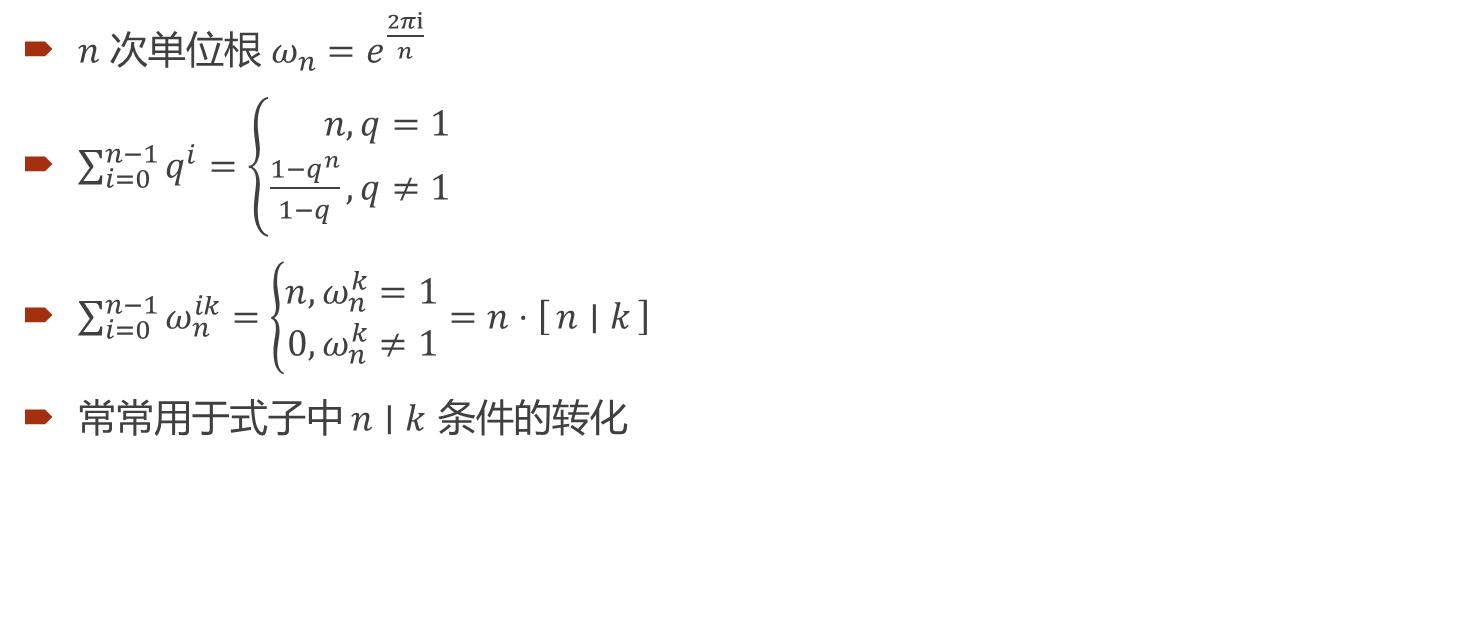 n 次单位根 ωₙ = e^{2πi/n}
∑_{i=0}^{n−1} q^i = { n, q = 1
(1−q^n)/(1−q), q ≠ 1
∑_{i=0}^{n−1} ω_n^{ik} = { n, ω_n^k = 1
0, ω_n^k ≠ 1 = n · [ n ∣ k ]
常常用于式子中 n ∣ k 条件的转化